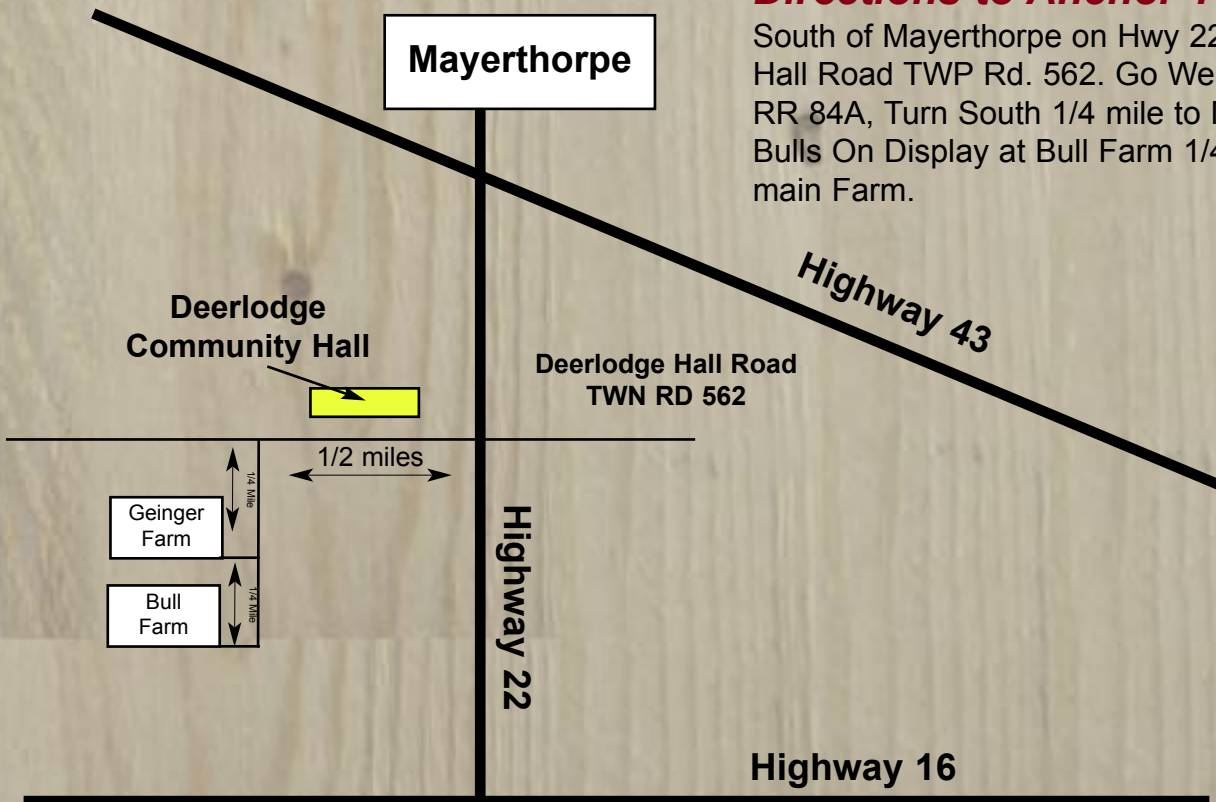 Directions to Anchor
South of Mayerthorpe on Hwy 22
Hall Road TWP Rd. 562. Go We
RR 84A, Turn South 1/4 mile to
Bulls On Display at Bull Farm 1/4
main Farm.
Mayerthorpe
Highway 43
Deerlodge
Community Hall
Deerlodge Hall Road
TWN RD 562
1/2 miles
1/4 Mile
Geinger
Farm
1/4 Mile
Bull
Farm
Highway 22
Highway 16